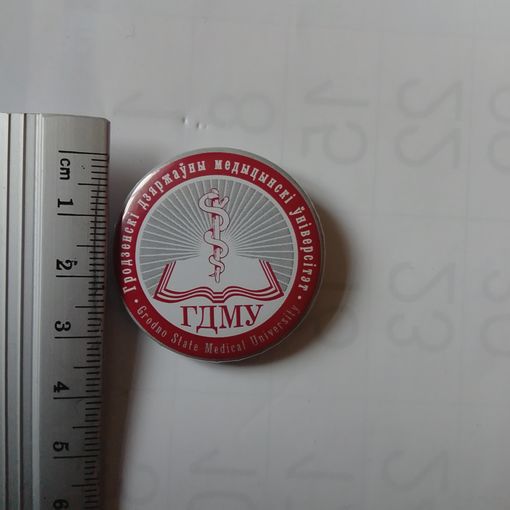 cm 1 2 3 4 5 6
Гродзенскі дзяржаўны медыцынскі ўніверсітэт
ГДМУ
Grodno State Medical University